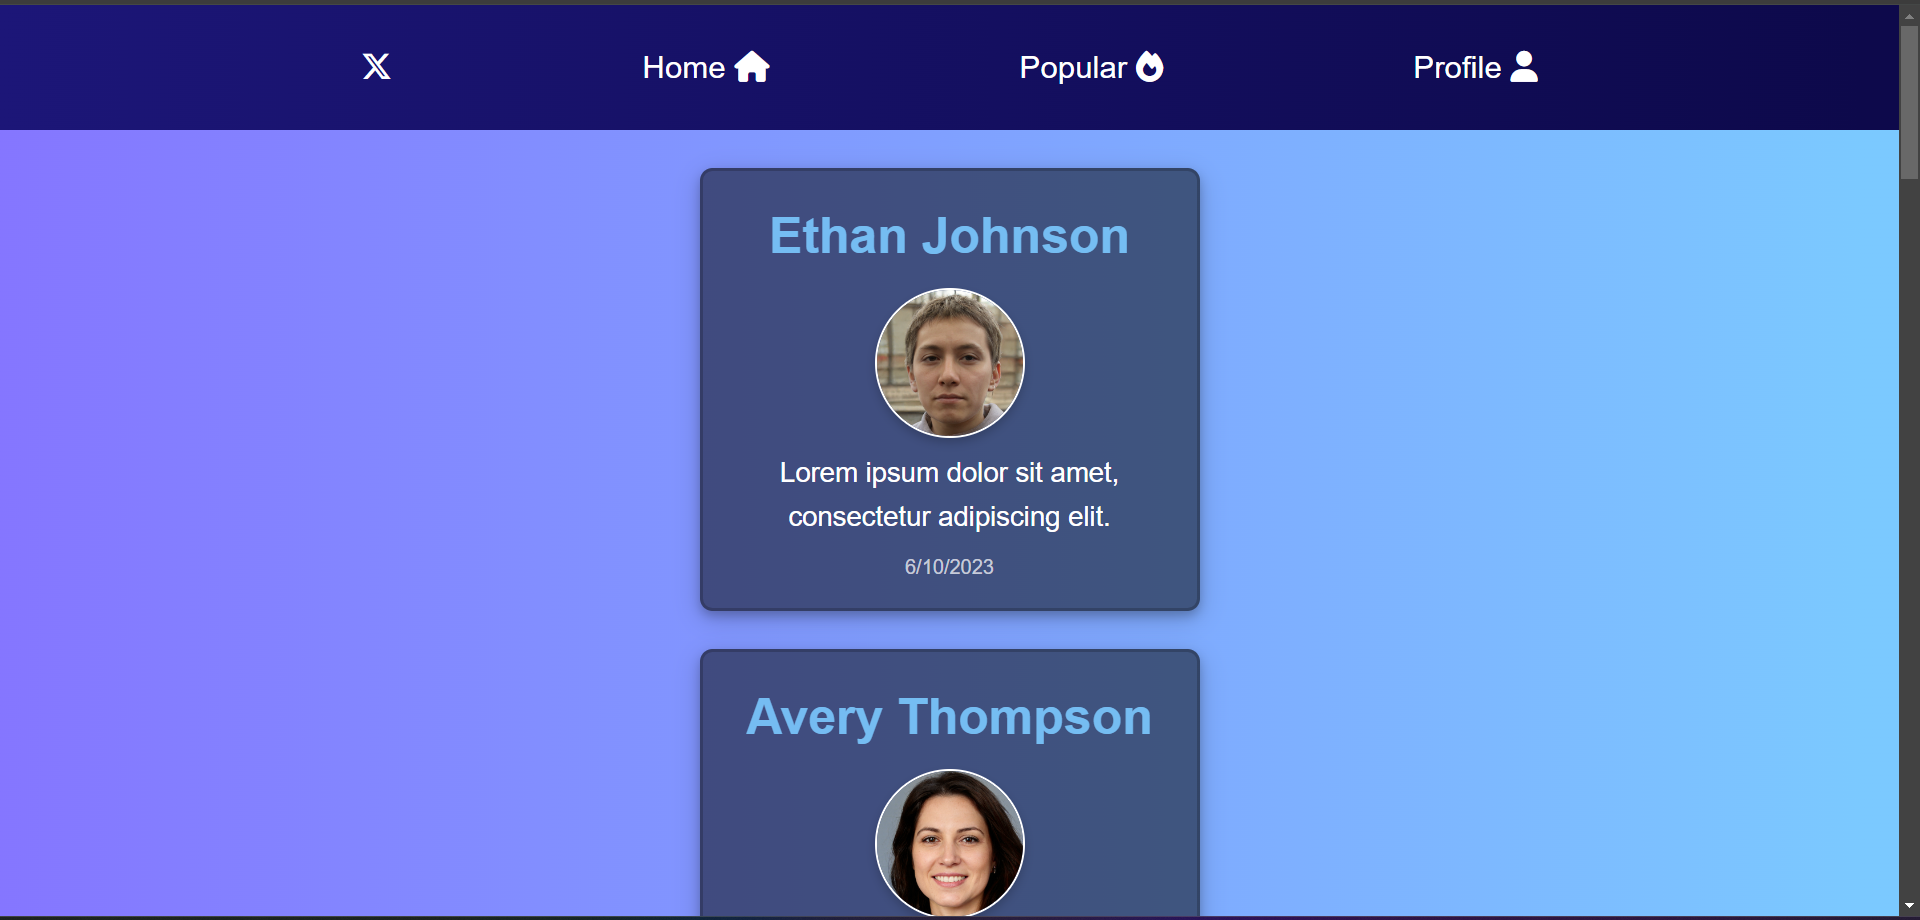 Home
Popular
Profile
Ethan Johnson
Lorem ipsum dolor sit amet,
consectetur adipiscing elit.
6/10/2023
Avery Thompson